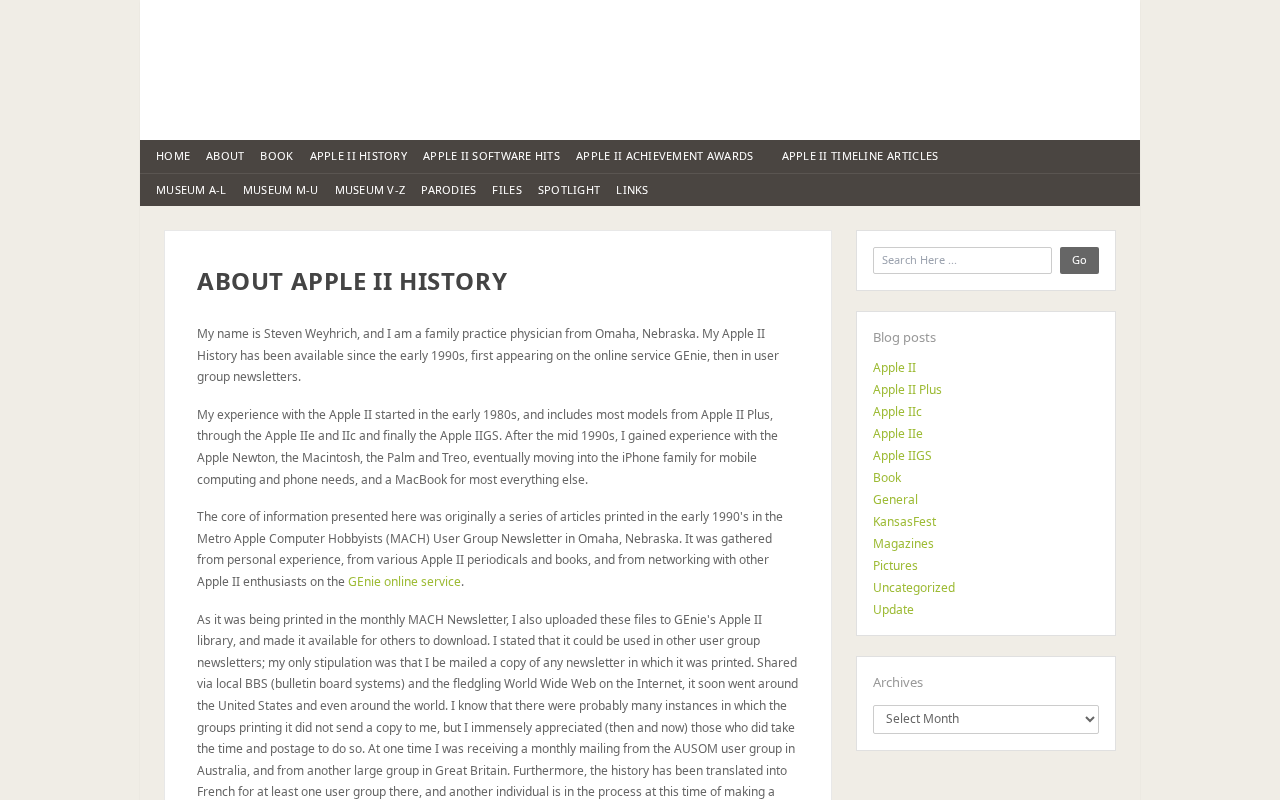 HOME ABOUT BOOK APPLE II HISTORY APPLE II SOFTWARE HITS APPLE II ACHIEVEMENT AWARDS APPLE II TIMELINE ARTICLES
MUSEUM A-L MUSEUM M-U MUSEUM V-Z PARODIES FILES SPOTLIGHT LINKS
ABOUT APPLE II HISTORY
My name is Steven Weyhrich, and I am a family practice physician from Omaha, Nebraska. My Apple II
History has been available since the early 1990s, first appearing on the online service GEnie, then in user
group newsletters.
My experience with the Apple II started in the early 1980s, and includes most models from Apple II Plus,
through the Apple IIe and IIc and finally the Apple IIGS. After the mid 1990s, I gained experience with the
Apple Newton, the Macintosh, the Palm and Treo, eventually moving into the iPhone family for mobile
computing and phone needs, and a MacBook for most everything else.
The core of information presented here was originally a series of articles printed in the early 1990's in the
Metro Apple Computer Hobbyists (MACH) User Group Newsletter in Omaha, Nebraska. It was gathered
from personal experience, from various Apple II periodicals and books, and from networking with other
Apple II enthusiasts on the GEnie online service.
As it was being printed in the monthly MACH Newsletter, I also uploaded these files to GEnie's Apple II
library, and made it available for others to download. I stated that it could be used in other user group
newsletters; my only stipulation was that I be mailed a copy of any newsletter in which it was printed. Shared
via local BBS (bulletin board systems) and the fledgling World Wide Web on the Internet, it soon went around
the United States and even around the world. I know that there were probably many instances in which the
groups printing it did not send a copy to me, but I immensely appreciated (then and now) those who did take
the time and postage to do so. At one time I was receiving a monthly mailing from the AUSOM user group in
Australia, and from another large group in Great Britain. Furthermore, the history has been translated into
French for at least one user group there, and another individual is in the process at this time of making a
Search Here ... Go
Blog posts
Apple II
Apple II Plus
Apple IIc
Apple IIe
Apple IIGS
Book
General
KansasFest
Magazines
Pictures
Uncategorized
Update
Archives
Select Month